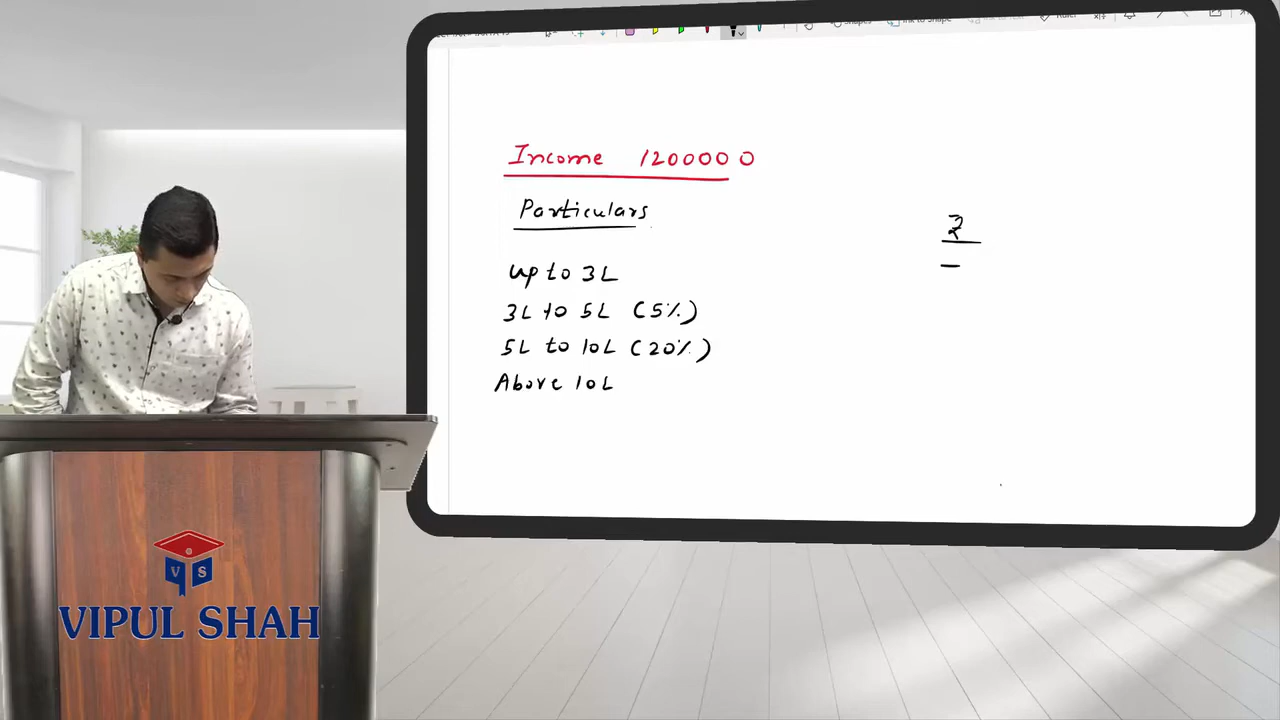 Income 1200000
Particulars
₹
up to 3L
—
3L to 5L (5%)
5L to 10L (20%)
Above 10L
V S
VIPUL SHAH